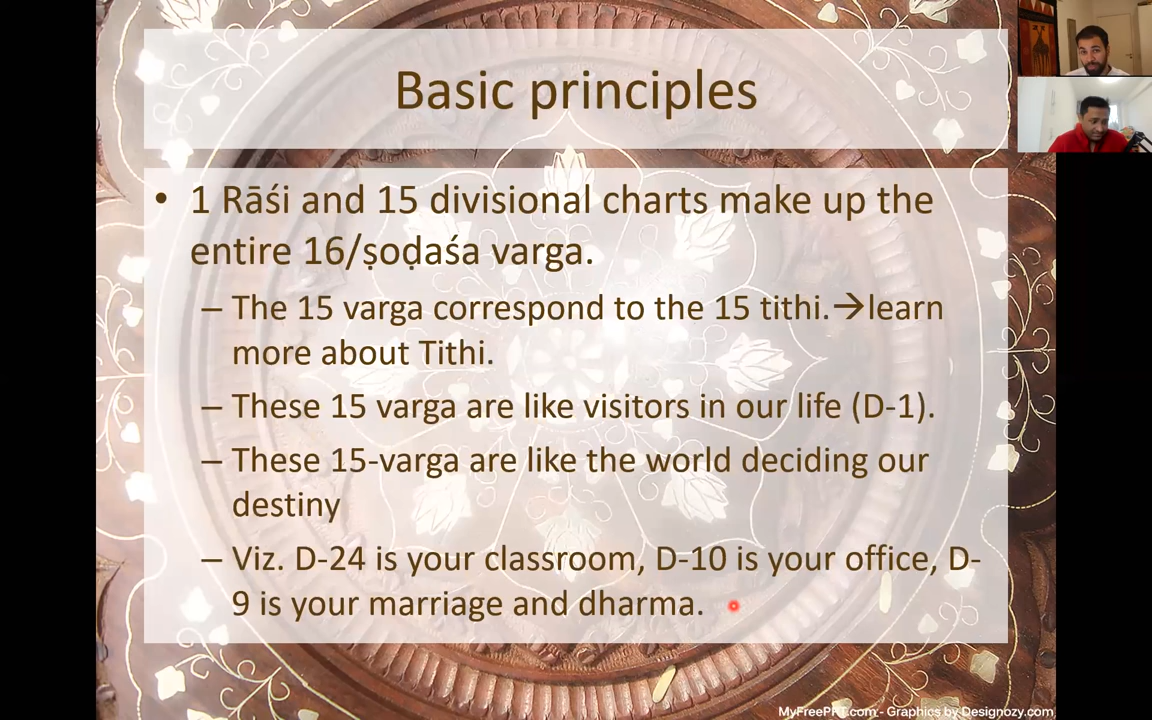 Basic principles
• 1 Rāśi and 15 divisional charts make up the
entire 16/ṣoḍaśa varga.
– The 15 varga correspond to the 15 tithi.→learn
more about Tithi.
– These 15 varga are like visitors in our life (D-1).
– These 15-varga are like the world deciding our
destiny
– Viz. D-24 is your classroom, D-10 is your office, D-
9 is your marriage and dharma.
MyFreePPT.com - Graphics by Designozy.com